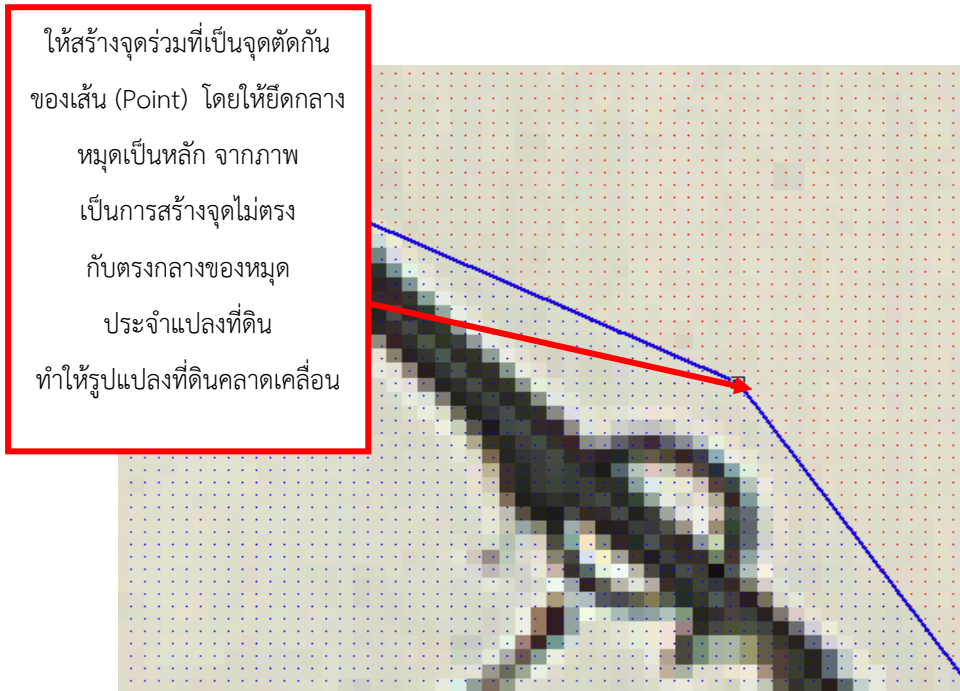 ให้สร้างจุดร่วมที่เป็นจุดตัดกัน
ของเส้น (Point) โดยให้ยึดกลาง
หมุดเป็นหลัก จากภาพ
เป็นการสร้างจุดไม่ตรง
กับตรงกลางของหมุด
ประจำแปลงที่ดิน
ทำให้รูปแปลงที่ดินคลาดเคลื่อน